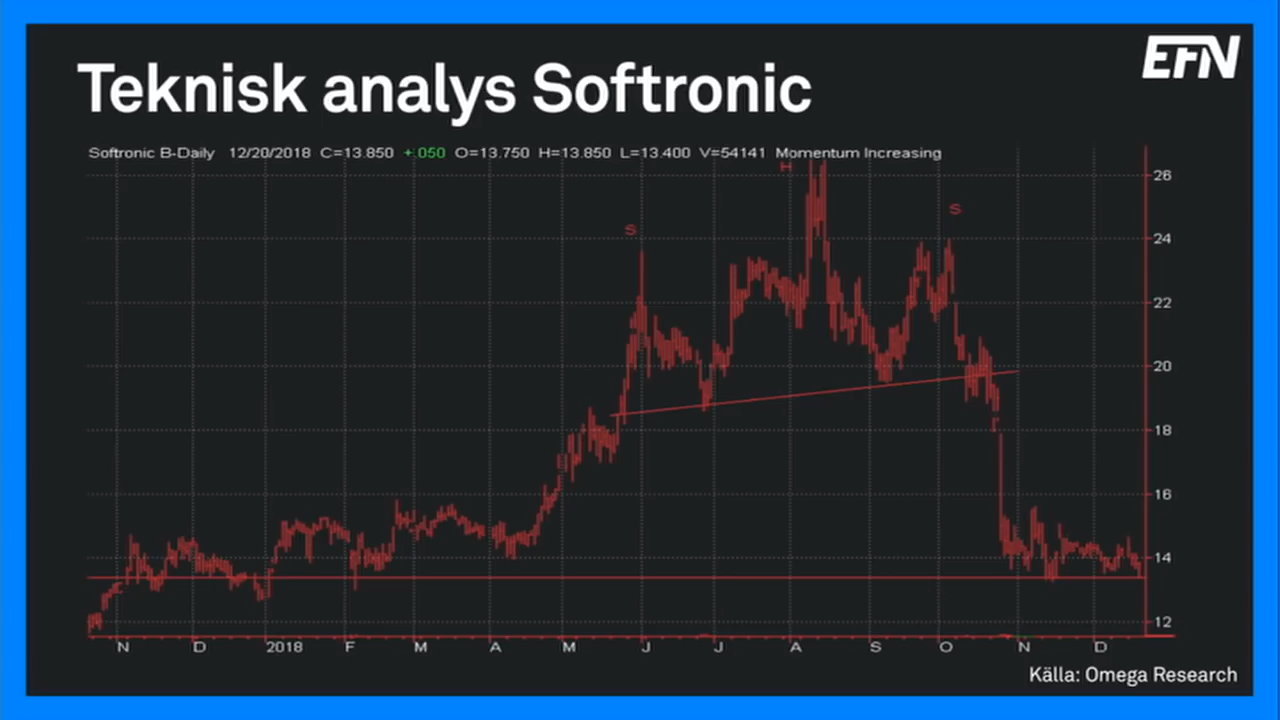 EFN
Teknisk analys Softronic
Softronic B-Daily 12/20/2018 C=13.850 +.050 O=13.750 H=13.850 L=13.400 V=54141 Momentum Increasing
H
26
S
S
24
22
20
18
16
14
12
N D 2018 F M A M J J A S O N D
Källa: Omega Research